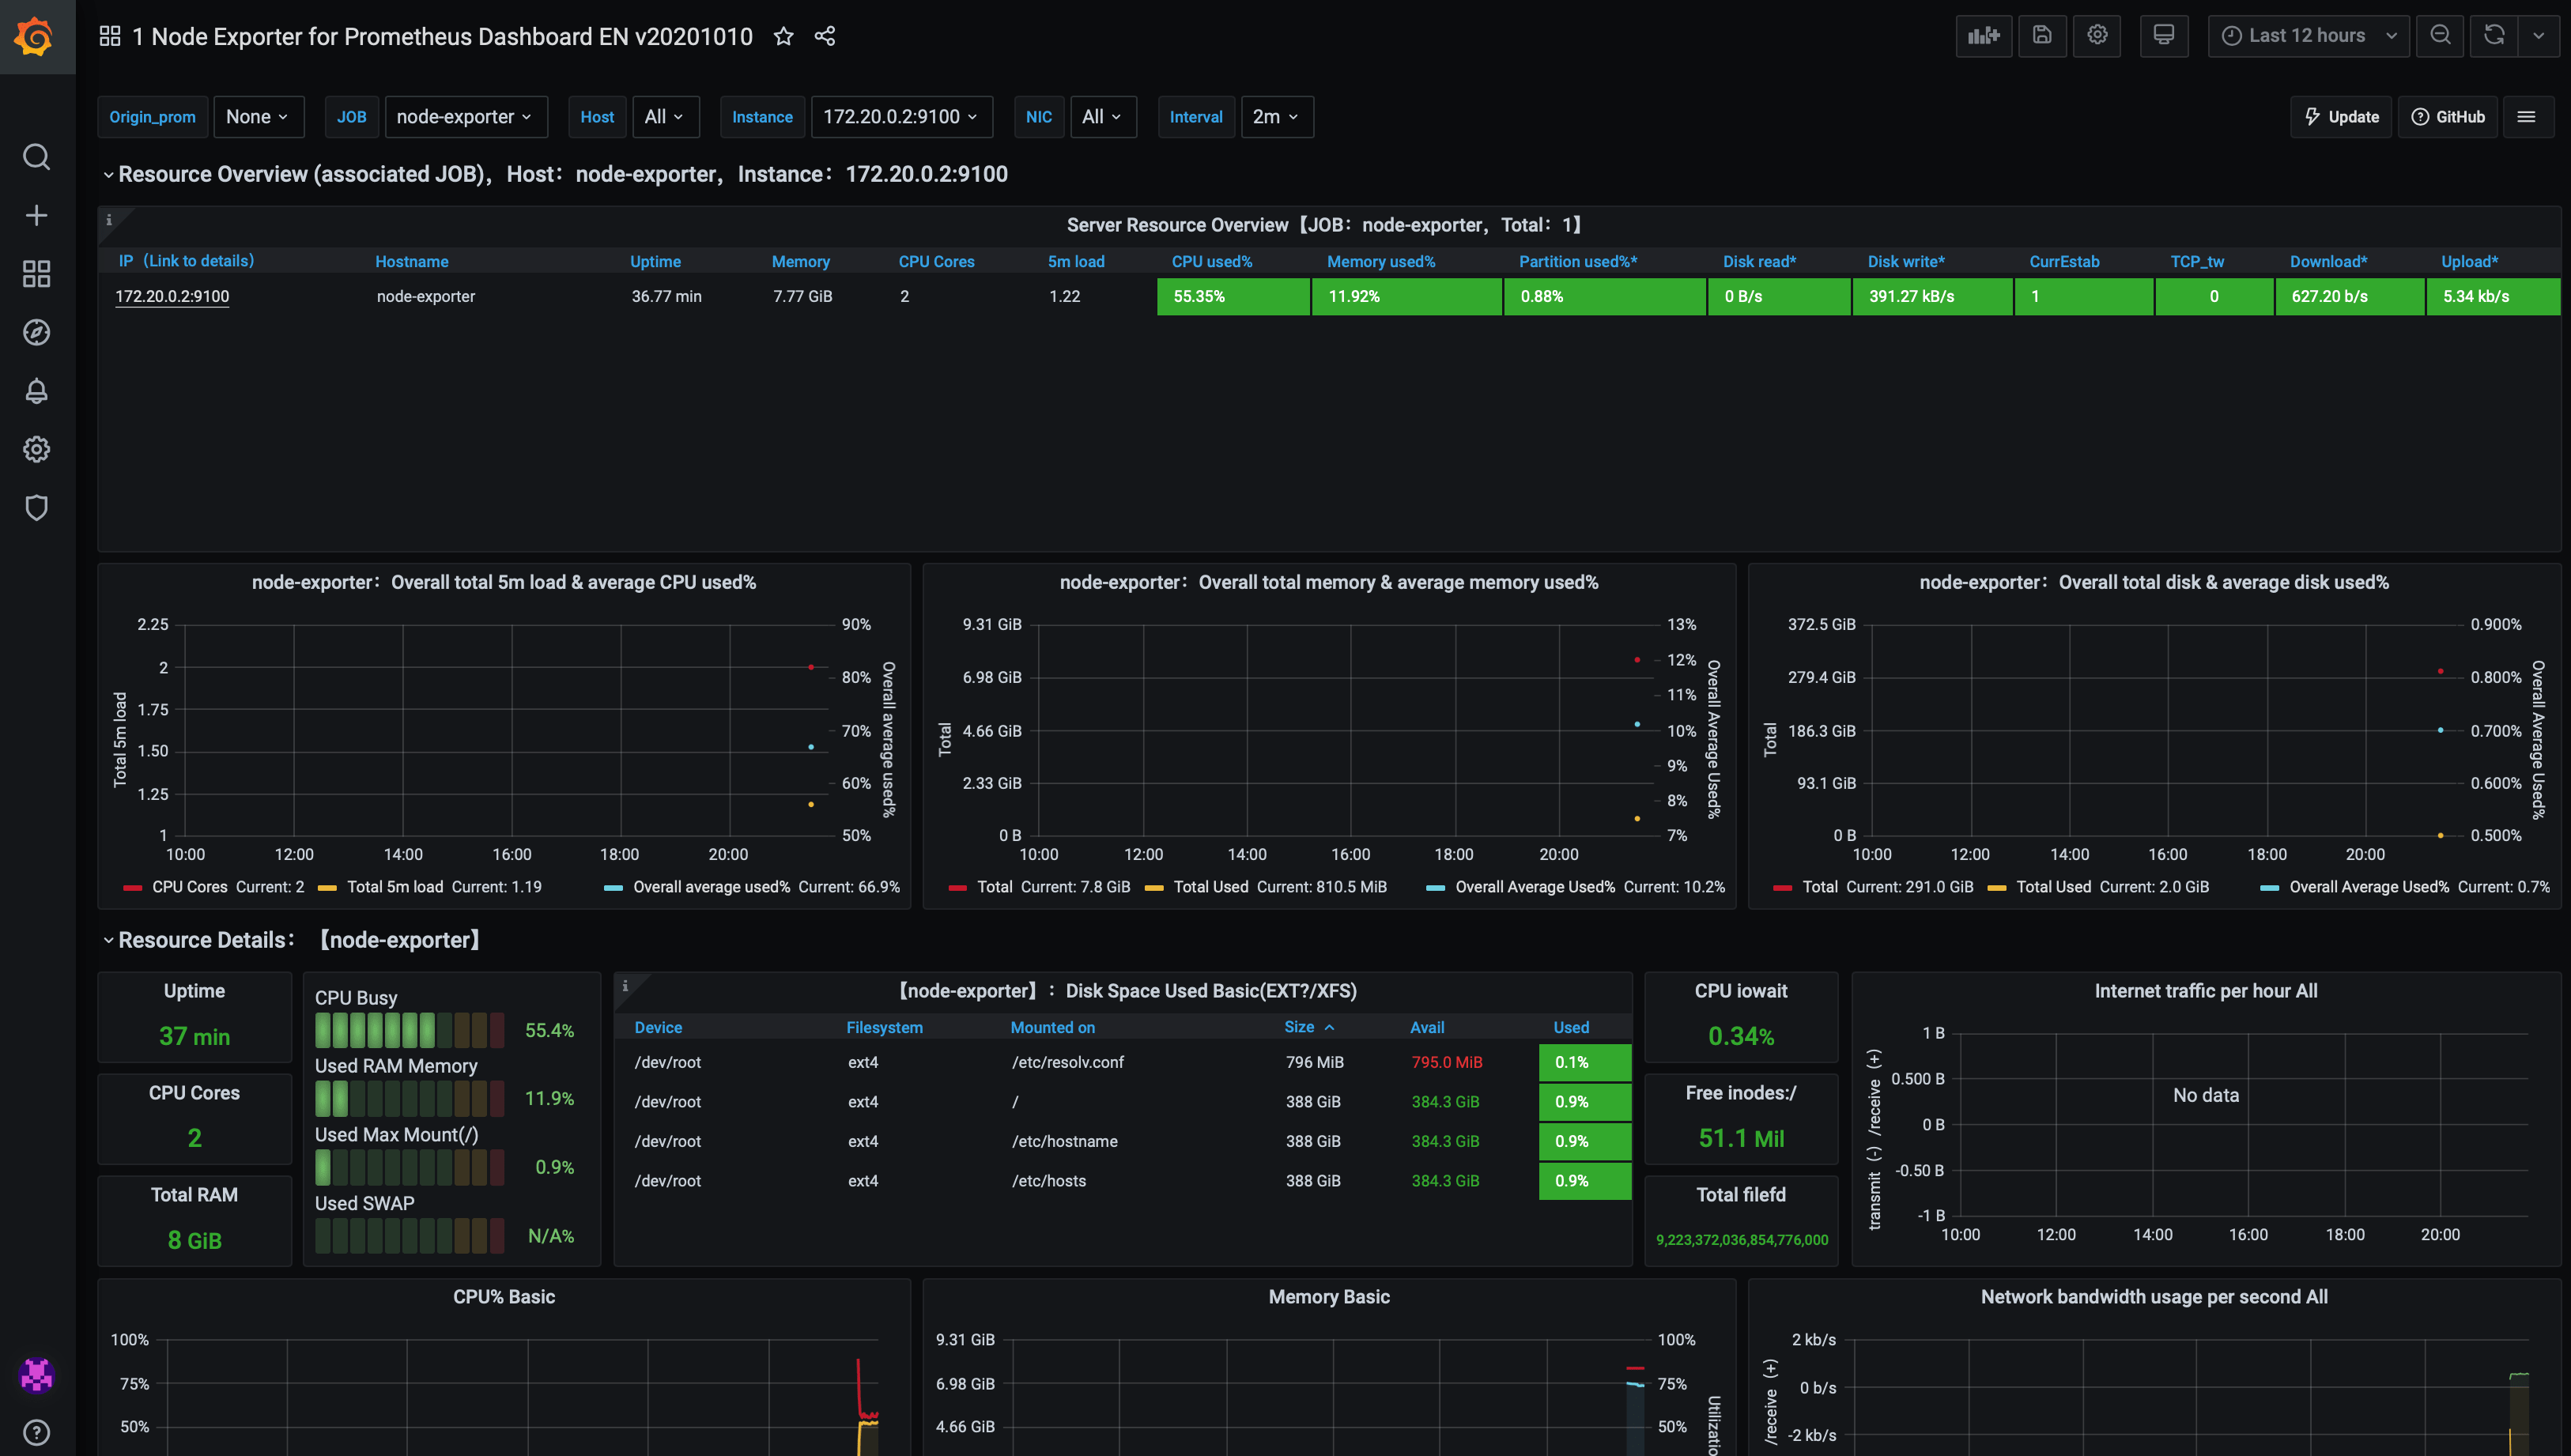 1 Node Exporter for Prometheus Dashboard EN v20201010
Last 12 hours
Origin_prom None JOB node-exporter Host All Instance 172.20.0.2:9100 NIC All Interval 2m Update GitHub
Resource Overview (associated JOB)，Host：node-exporter，Instance：172.20.0.2:9100
Server Resource Overview【JOB：node-exporter，Total：1】
IP（Link to details） Hostname Uptime Memory CPU Cores 5m load CPU used% Memory used% Partition used%* Disk read* Disk write* CurrEstab TCP_tw Download* Upload*
172.20.0.2:9100 node-exporter 36.77 min 7.77 GiB 2 1.22 55.35% 11.92% 0.88% 0 B/s 391.27 kB/s 1 0 627.20 b/s 5.34 kb/s
node-exporter：Overall total 5m load & average CPU used%
2.25
2
1.75
1.50
1.25
1
Total 5m load
90%
80%
70%
60%
50%
Overall average used%
10:00 12:00 14:00 16:00 18:00 20:00
CPU Cores Current: 2 Total 5m load Current: 1.19 Overall average used% Current: 66.9%
node-exporter：Overall total memory & average memory used%
9.31 GiB
6.98 GiB
4.66 GiB
2.33 GiB
0 B
Total
13%
12%
11%
10%
9%
8%
7%
Overall Average Used%
10:00 12:00 14:00 16:00 18:00 20:00
Total Current: 7.8 GiB Total Used Current: 810.5 MiB Overall Average Used% Current: 10.2%
node-exporter：Overall total disk & average disk used%
372.5 GiB
279.4 GiB
186.3 GiB
93.1 GiB
0 B
Total
0.900%
0.800%
0.700%
0.600%
0.500%
Overall Average Used%
10:00 12:00 14:00 16:00 18:00 20:00
Total Current: 291.0 GiB Total Used Current: 2.0 GiB Overall Average Used% Current: 0.7%
Resource Details：【node-exporter】
Uptime
37 min
CPU Cores
2
Total RAM
8 GiB
CPU Busy
55.4%
Used RAM Memory
11.9%
Used Max Mount(/)
0.9%
Used SWAP
N/A%
【node-exporter】：Disk Space Used Basic(EXT?/XFS)
Device Filesystem Mounted on Size Avail Used
/dev/root ext4 /etc/resolv.conf 796 MiB 795.0 MiB 0.1%
/dev/root ext4 / 388 GiB 384.3 GiB 0.9%
/dev/root ext4 /etc/hostname 388 GiB 384.3 GiB 0.9%
/dev/root ext4 /etc/hosts 388 GiB 384.3 GiB 0.9%
CPU iowait
0.34%
Free inodes:/
51.1 Mil
Total filefd
9,223,372,036,854,776,000
Internet traffic per hour All
1 B
0.500 B
0 B
-0.50 B
-1 B
transmit（-）/receive（+）
No data
10:00 12:00 14:00 16:00 18:00 20:00
CPU% Basic
100%
75%
50%
Memory Basic
9.31 GiB
6.98 GiB
4.66 GiB
100%
75%
50%
Network bandwidth usage per second All
2 kb/s
0 b/s
-2 kb/s
/receive（+）